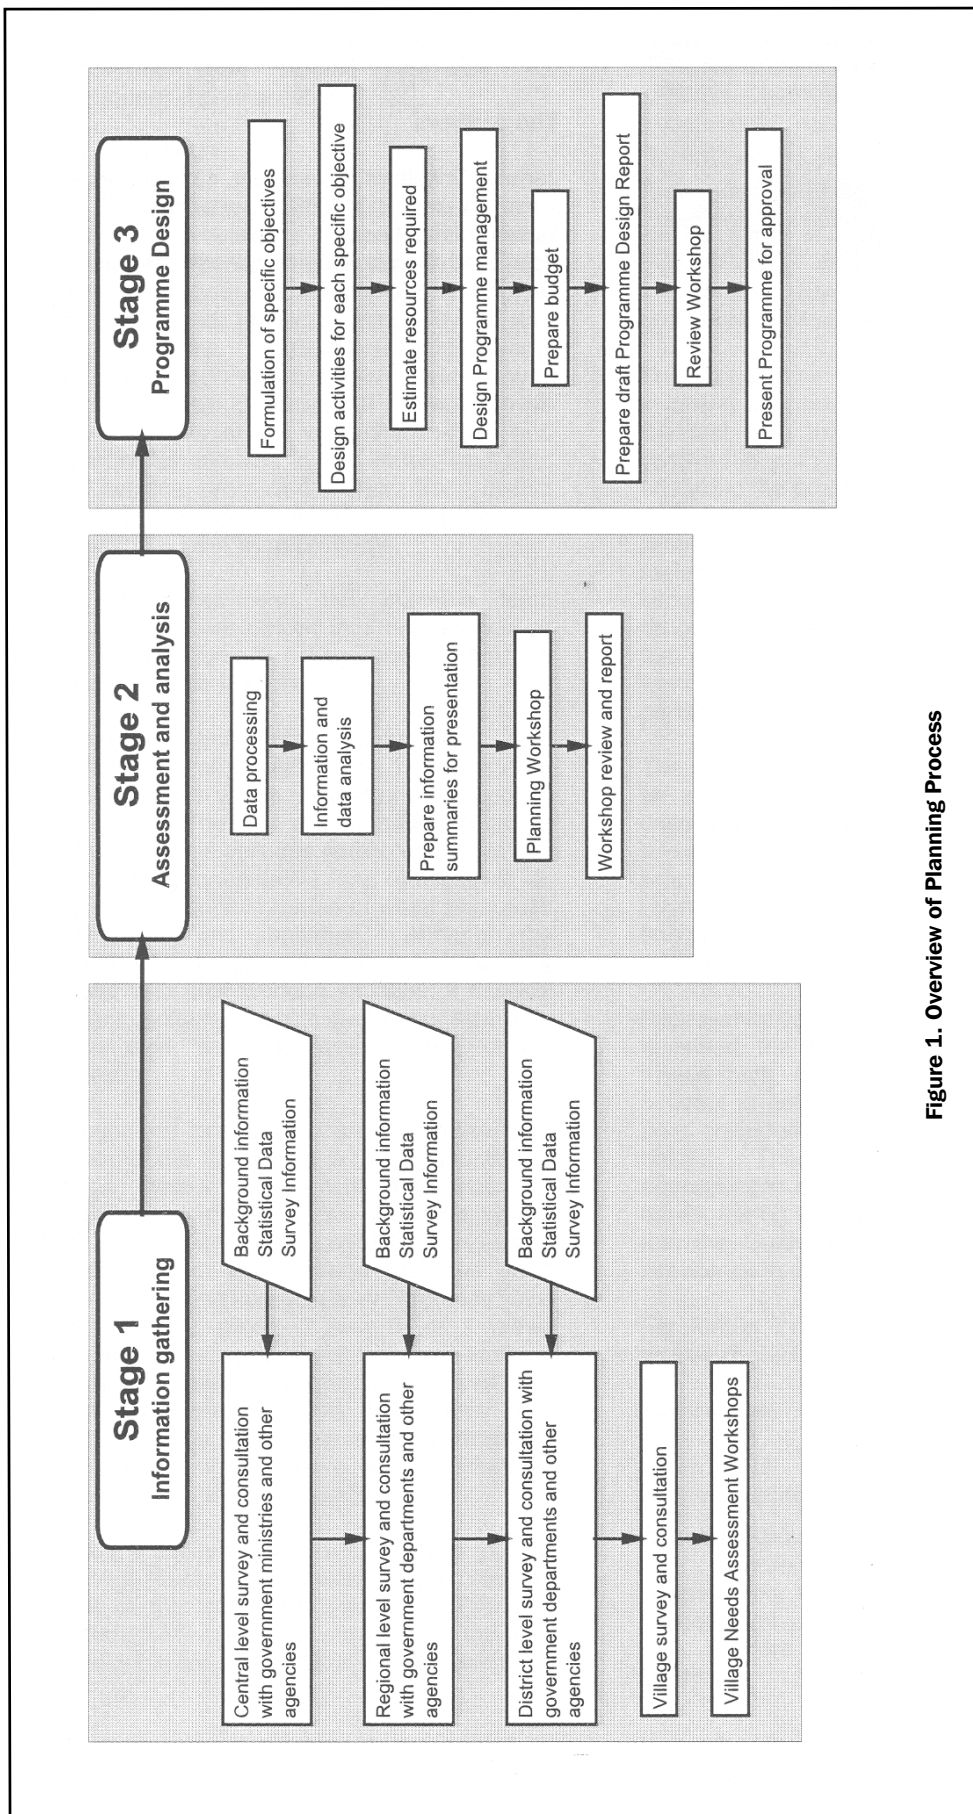 Stage 1
Information gathering
Central level survey and consultation
with government ministries and other
agencies
Background information
Statistical Data
Survey Information
Regional level survey and consultation
with government departments and other
agencies
Background information
Statistical Data
Survey Information
District level survey and consultation with
government departments and other
agencies
Background information
Statistical Data
Survey Information
Village survey and consultation
Village Needs Assessment Workshops
Stage 2
Assessment and analysis
Data processing
Information and
data analysis
Prepare information
summaries for presentation
Planning Workshop
Workshop review and report
Stage 3
Programme Design
Formulation of specific objectives
Design activities for each specific objective
Estimate resources required
Design Programme management
Prepare budget
Prepare draft Programme Design Report
Review Workshop
Present Programme for approval
Figure 1. Overview of Planning Process